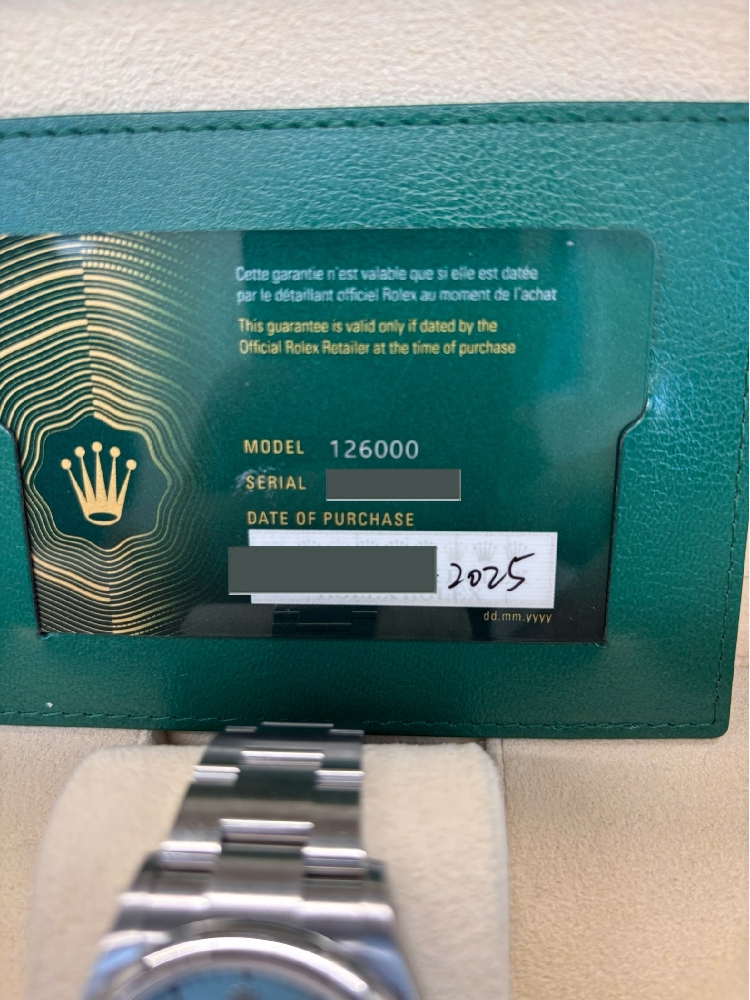 Cette garantie n'est valable que si elle est datée
par le détaillant officiel Rolex au moment de l'achat
This guarantee is valid only if dated by the
Official Rolex Retailer at the time of purchase
MODEL 126000
SERIAL
DATE OF PURCHASE
2025
dd.mm.yyyy